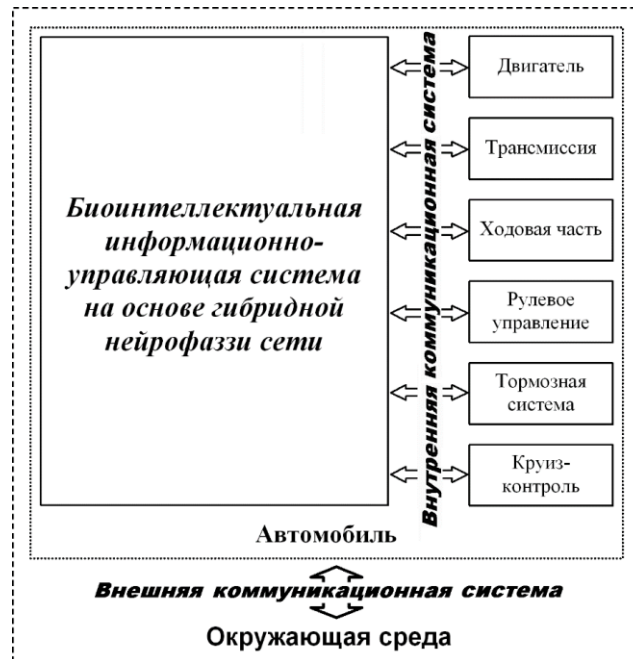 Биоинтеллектуальная
информационно-
управляющая система
на основе гибридной
нейрофаззи сети
Внутренняя коммуникационная система
Двигатель
Трансмиссия
Ходовая часть
Рулевое
управление
Тормозная
система
Круиз-
контроль
Автомобиль
Внешняя коммуникационная система
Окружающая среда